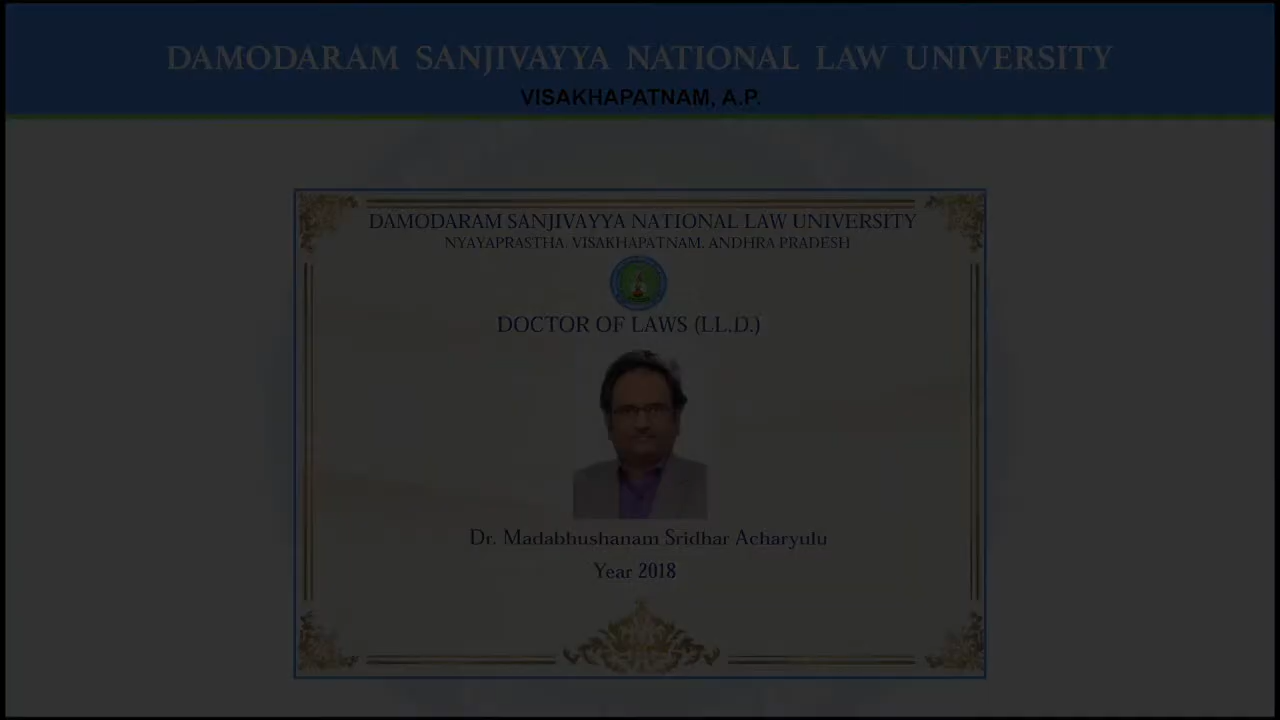 DAMODARAM SANJIVAYYA NATIONAL LAW UNIVERSITY
VISAKHAPATNAM, A.P.
DAMODARAM SANJIVAYYA NATIONAL LAW UNIVERSITY
NYAYAPRASTHA, VISAKHAPATNAM, ANDHRA PRADESH
DOCTOR OF LAWS (LL.D.)
Dr. Madabhushanam Sridhar Acharyulu
Year 2018